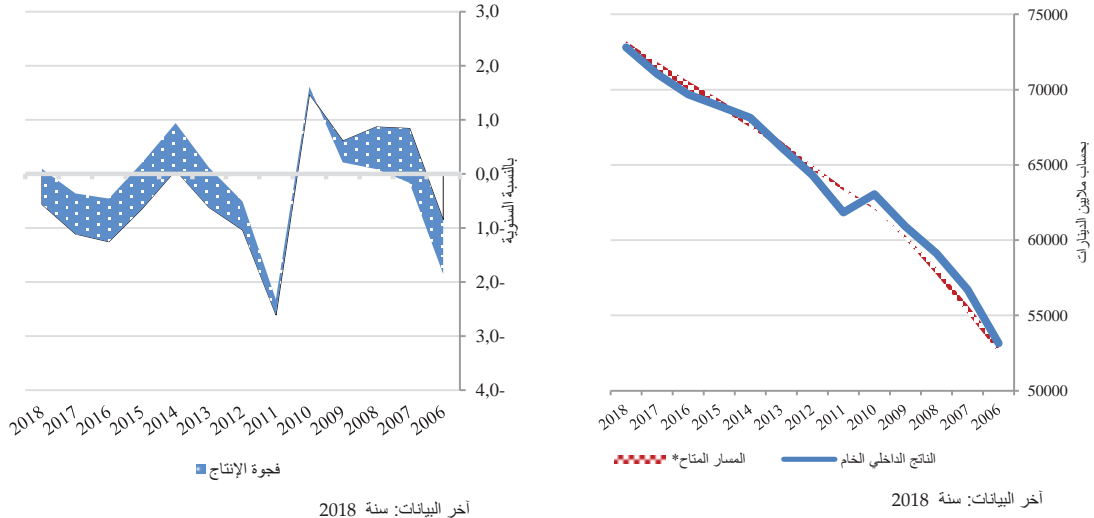 75000
70000
65000
60000
55000
50000
بحساب ملايين الدينارات
2018 2017 2016 2015 2014 2013 2012 2011 2010 2009 2008 2007 2006
الناتج الداخلي الخام
المسار المتاح*
آخر البيانات: سنة 2018
3,0
2,0
1,0
0,0
1,0-
2,0-
3,0-
4,0-
بالنسبة السنوية
2018 2017 2016 2015 2014 2013 2012 2011 2010 2009 2008 2007 2006
فجوة الإنتاج
آخر البيانات: سنة 2018